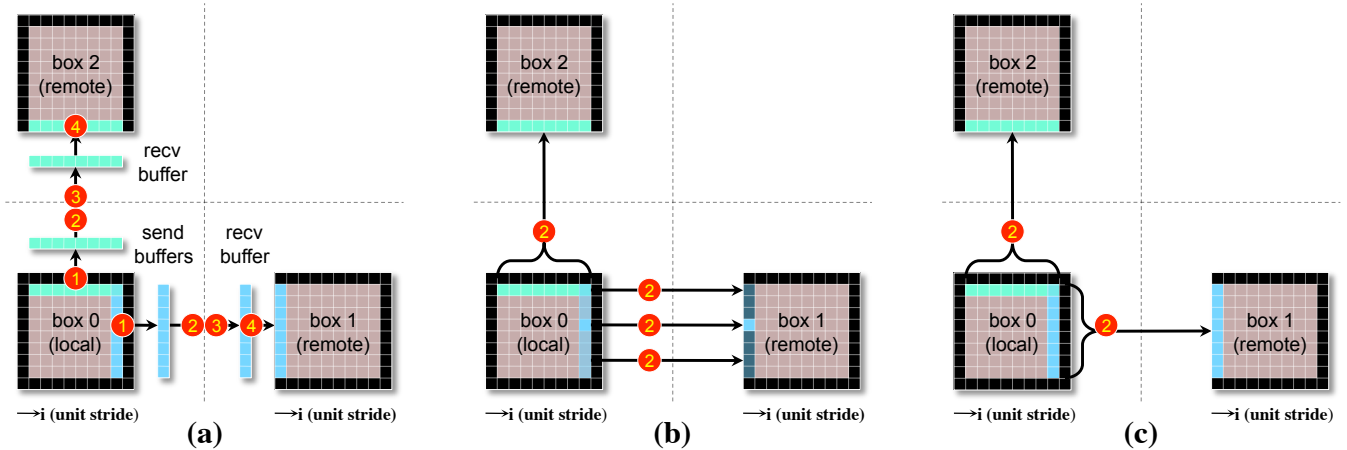 box 2
(remote)
4
recv
buffer
3
2
send
buffers
recv
buffer
1
box 0
(local)
1
2
3
4
box 1
(remote)
→i (unit stride)
→i (unit stride)
(a)
box 2
(remote)
2
box 0
(local)
2
2
2
box 1
(remote)
→i (unit stride)
→i (unit stride)
(b)
box 2
(remote)
2
box 0
(local)
2
box 1
(remote)
→i (unit stride)
→i (unit stride)
(c)